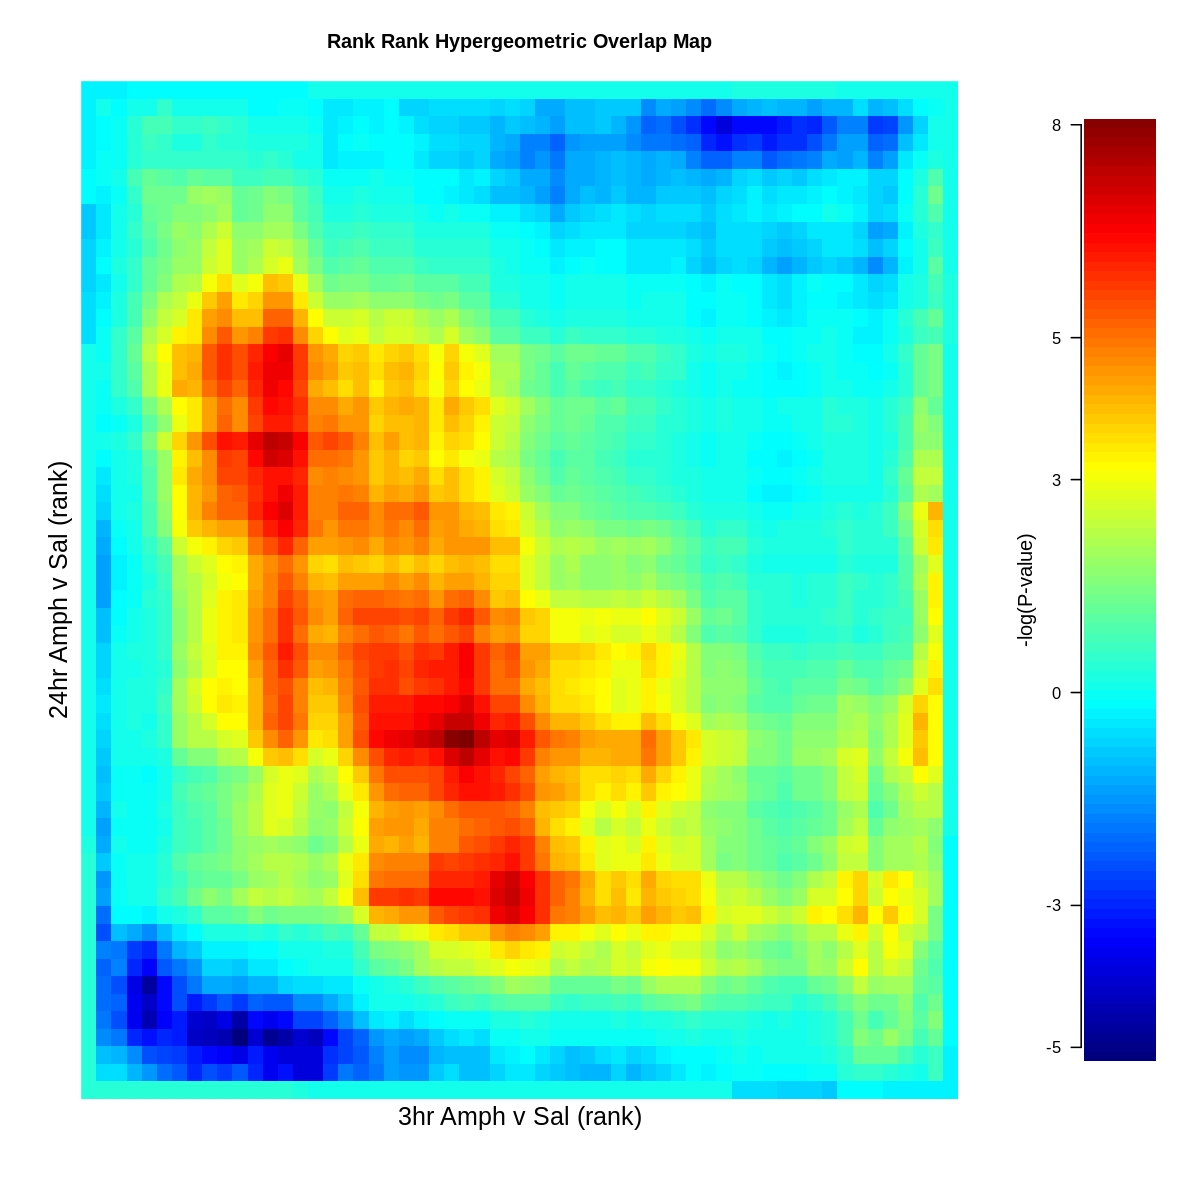 Rank Rank Hypergeometric Overlap Map
24hr Amph v Sal (rank)
3hr Amph v Sal (rank)
-log(P-value)
8
5
3
0
-3
-5